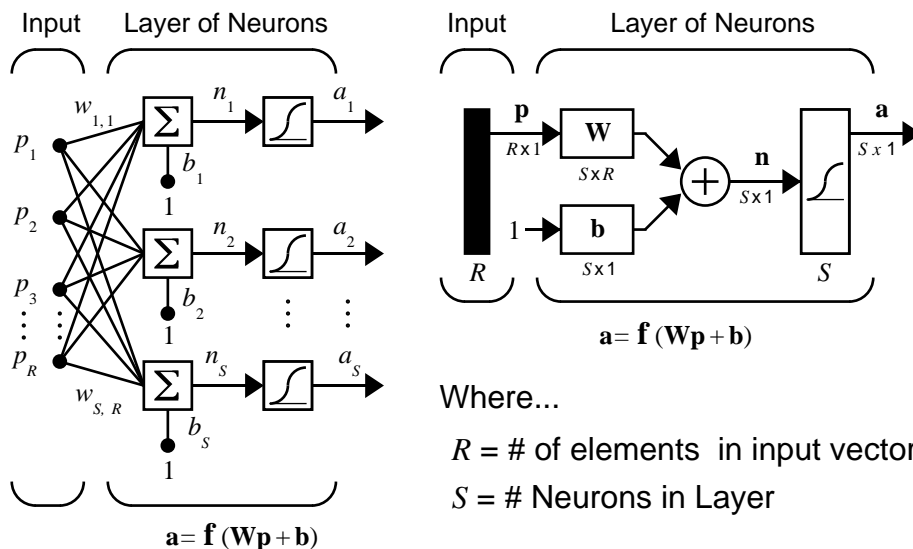 Input Layer of Neurons
w1,1 n1 a1
p1 Σ
b1
1
p2 n2 a2
Σ
p3 b2
1
pR nS aS
Σ
wS, R
bS
1
a= f (Wp + b)
Input Layer of Neurons
p W a
R x 1 S x R n S x 1
+
S x 1
1 b
R S x 1 S
a= f (Wp + b)
Where...
R = # of elements in input vector
S = # Neurons in Layer